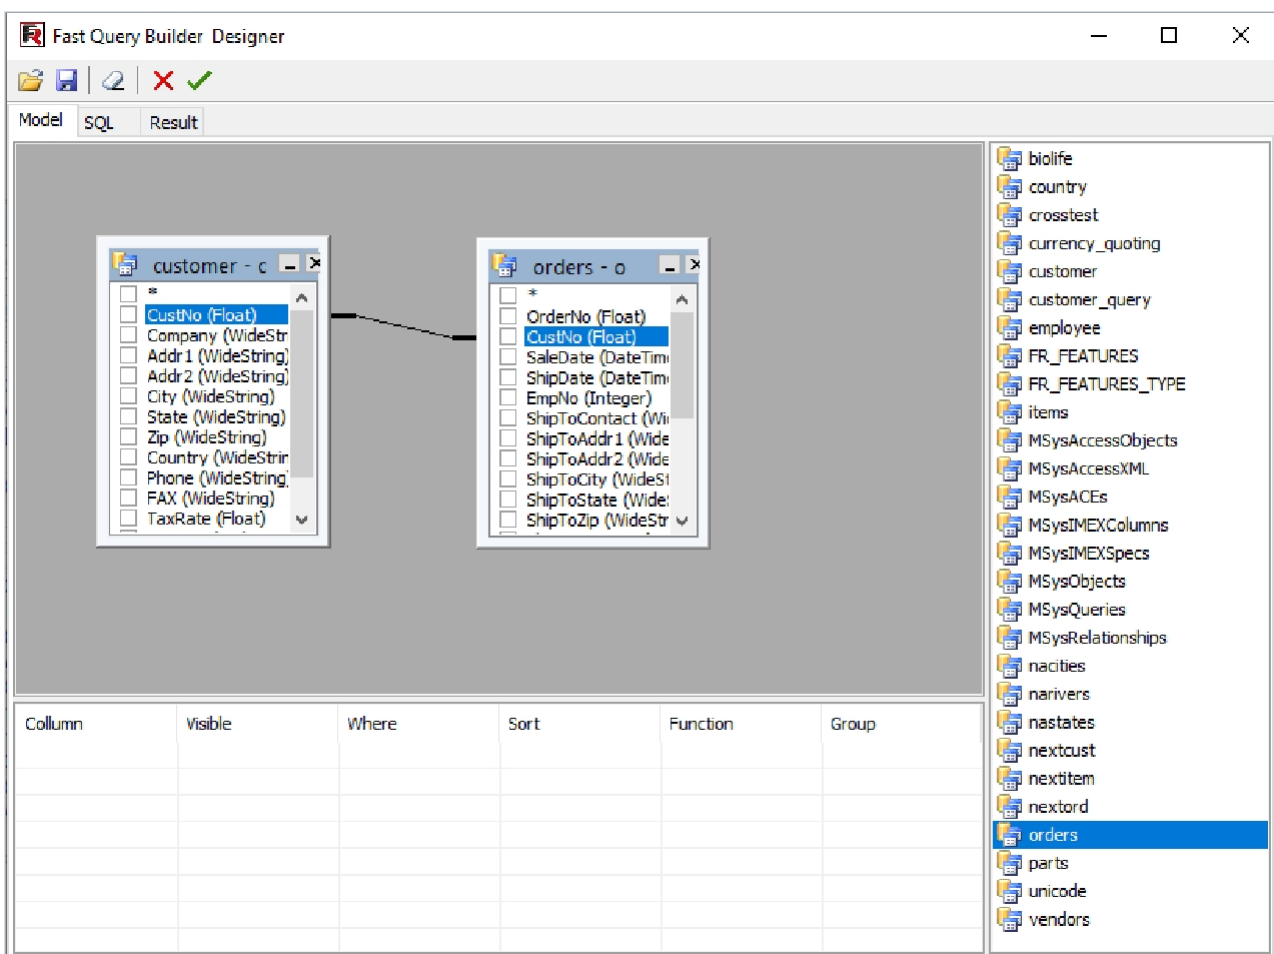 Fast Query Builder Designer
Model SQL Result
customer - c
*
CustNo (Float)
Company (WideStr
Addr1 (WideString)
Addr2 (WideString)
City (WideString)
State (WideString)
Zip (WideString)
Country (WideStrin
Phone (WideString)
FAX (WideString)
TaxRate (Float)
orders - o
*
OrderNo (Float)
CustNo (Float)
SaleDate (DateTim
ShipDate (DateTim
EmpNo (Integer)
ShipToContact (Wi
ShipToAddr1 (Wide
ShipToAddr2 (Wide
ShipToCity (WideSt
ShipToState (Wide
ShipToZip (WideStr
biolife
country
crosstest
currency_quoting
customer
customer_query
employee
FR_FEATURES
FR_FEATURES_TYPE
items
MSysAccessObjects
MSysAccessXML
MSysACEs
MSysIMEXColumns
MSysIMEXSpecs
MSysObjects
MSysQueries
MSysRelationships
nacities
narivers
nastates
nextcust
nextitem
nextord
orders
parts
unicode
vendors
Collumn Visible Where Sort Function Group